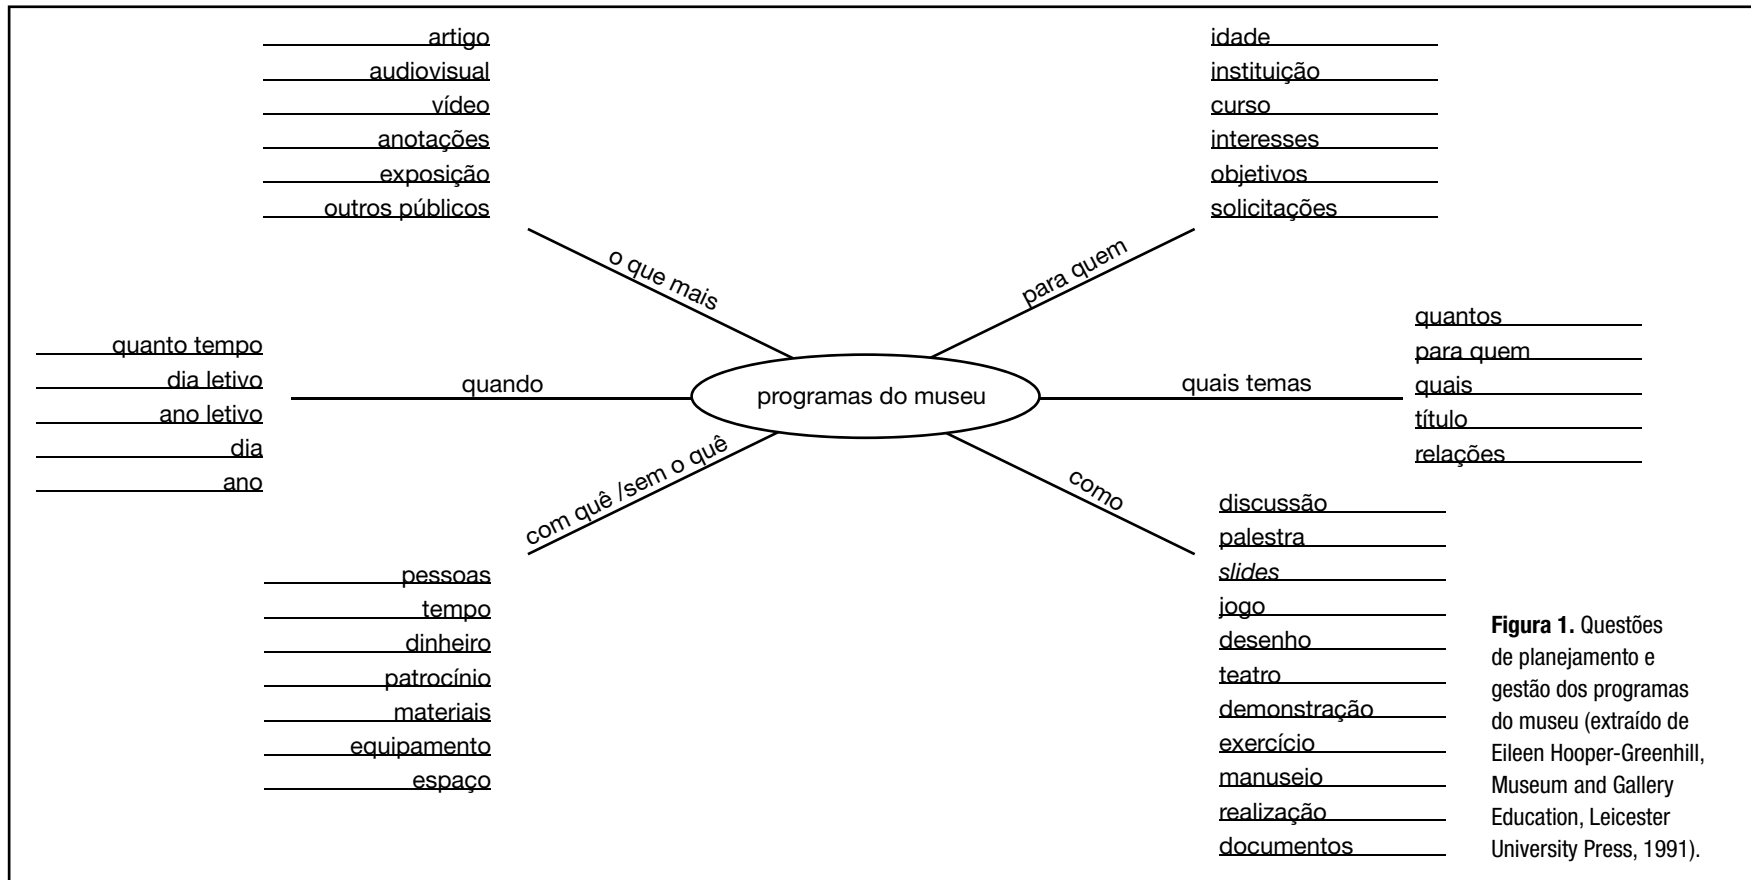 artigo
audiovisual
vídeo
anotações
exposição
outros públicos
o que mais
idade
instituição
curso
interesses
objetivos
solicitações
para quem
quanto tempo
dia letivo
ano letivo
dia
ano
quando
programas do museu
quais temas
quantos
para quem
quais
título
relações
com quê /sem o quê
pessoas
tempo
dinheiro
patrocínio
materiais
equipamento
espaço
como
discussão
palestra
slides
jogo
desenho
teatro
demonstração
exercício
manuseio
realização
documentos
Figura 1. Questões
de planejamento e
gestão dos programas
do museu (extraído de
Eileen Hooper-Greenhill,
Museum and Gallery
Education, Leicester
University Press, 1991).